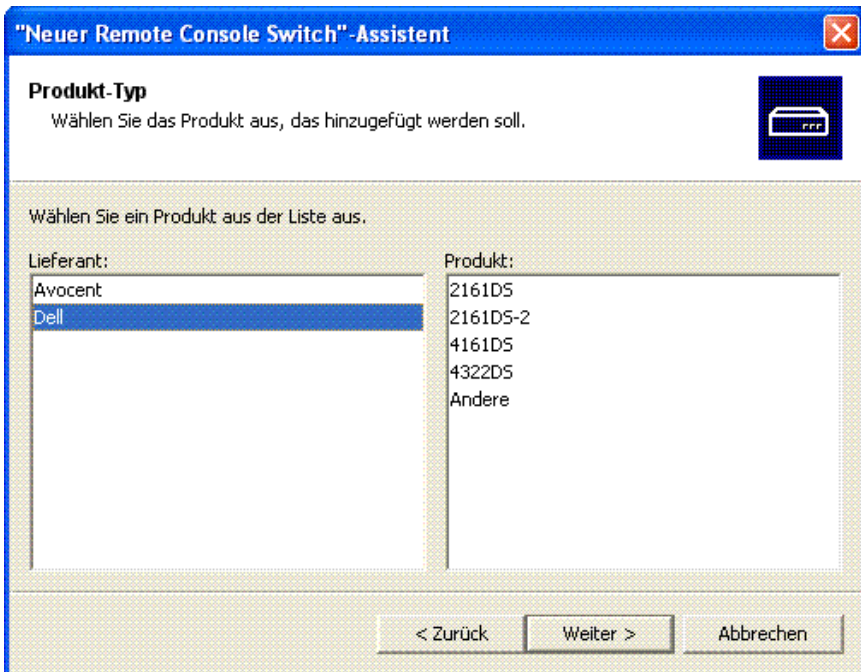 "Neuer Remote Console Switch"-Assistent
Produkt-Typ
Wählen Sie das Produkt aus, das hinzugefügt werden soll.
Wählen Sie ein Produkt aus der Liste aus.
Lieferant:
Avocent
Dell
Produkt:
2161DS
2161DS-2
4161DS
4322DS
Andere
< Zurück
Weiter >
Abbrechen